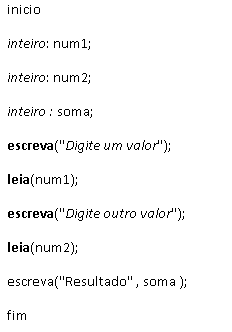 inicio
inteiro: num1;
inteiro: num2;
inteiro : soma;
escreva("Digite um valor");
leia(num1);
escreva("Digite outro valor");
leia(num2);
escreva("Resultado" , soma );
fim